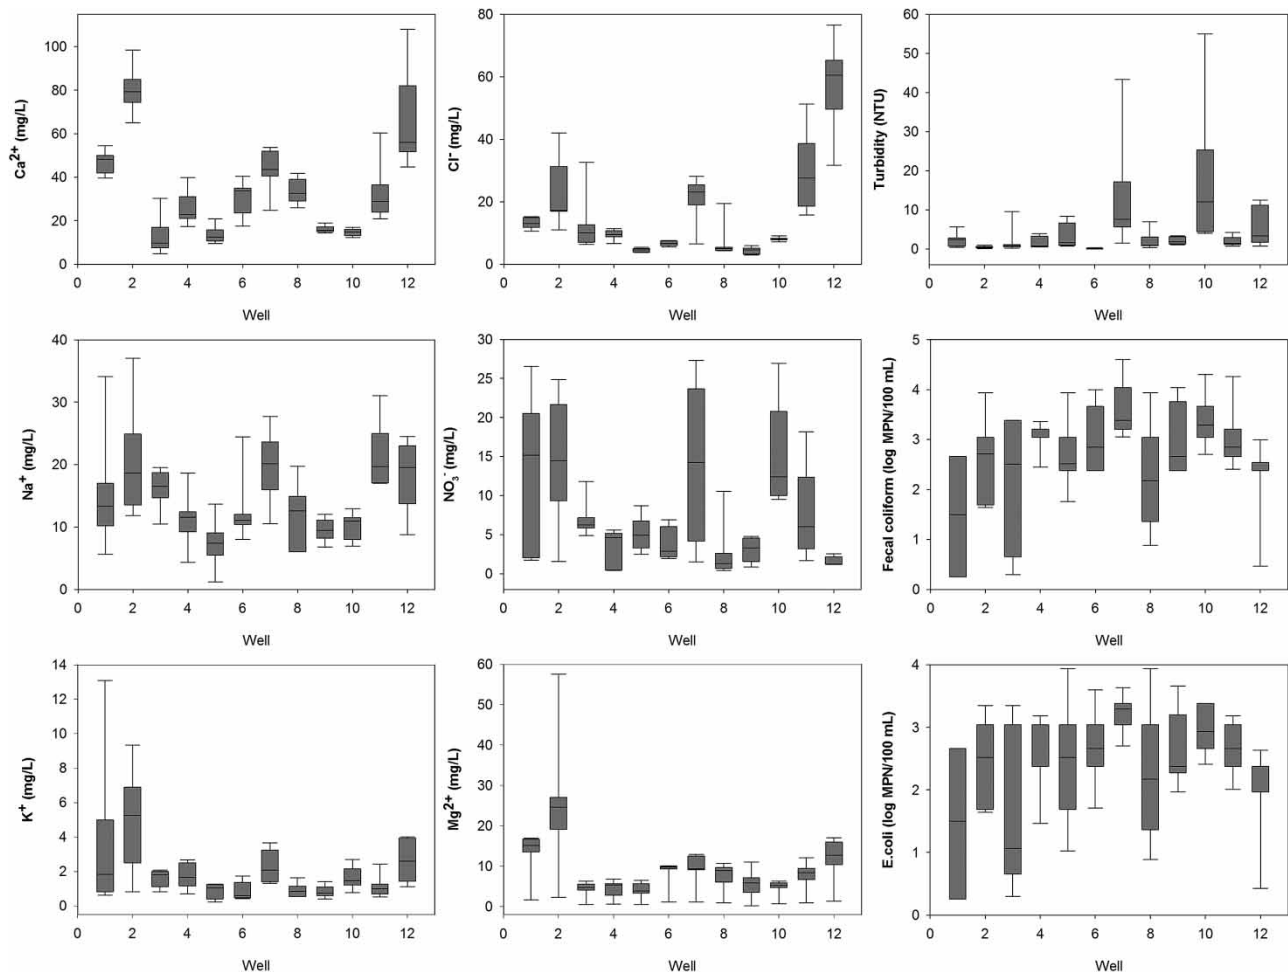 Ca2+ (mg/L)
100
80
60
40
20
0
0 2 4 6 8 10 12
Well
Cl- (mg/L)
80
60
40
20
0
0 2 4 6 8 10 12
Well
Turbidity (NTU)
60
50
40
30
20
10
0
0 2 4 6 8 10 12
Well
Na+ (mg/L)
40
30
20
10
0
0 2 4 6 8 10 12
Well
NO3- (mg/L)
30
25
20
15
10
5
0
0 2 4 6 8 10 12
Well
Fecal coliform (log MPN/100 mL)
5
4
3
2
1
0
0 2 4 6 8 10 12
Well
K+ (mg/L)
14
12
10
8
6
4
2
0
0 2 4 6 8 10 12
Well
Mg2+ (mg/L)
60
50
40
30
20
10
0
0 2 4 6 8 10 12
Well
E.coli (log MPN/100 mL)
4
3
2
1
0
0 2 4 6 8 10 12
Well